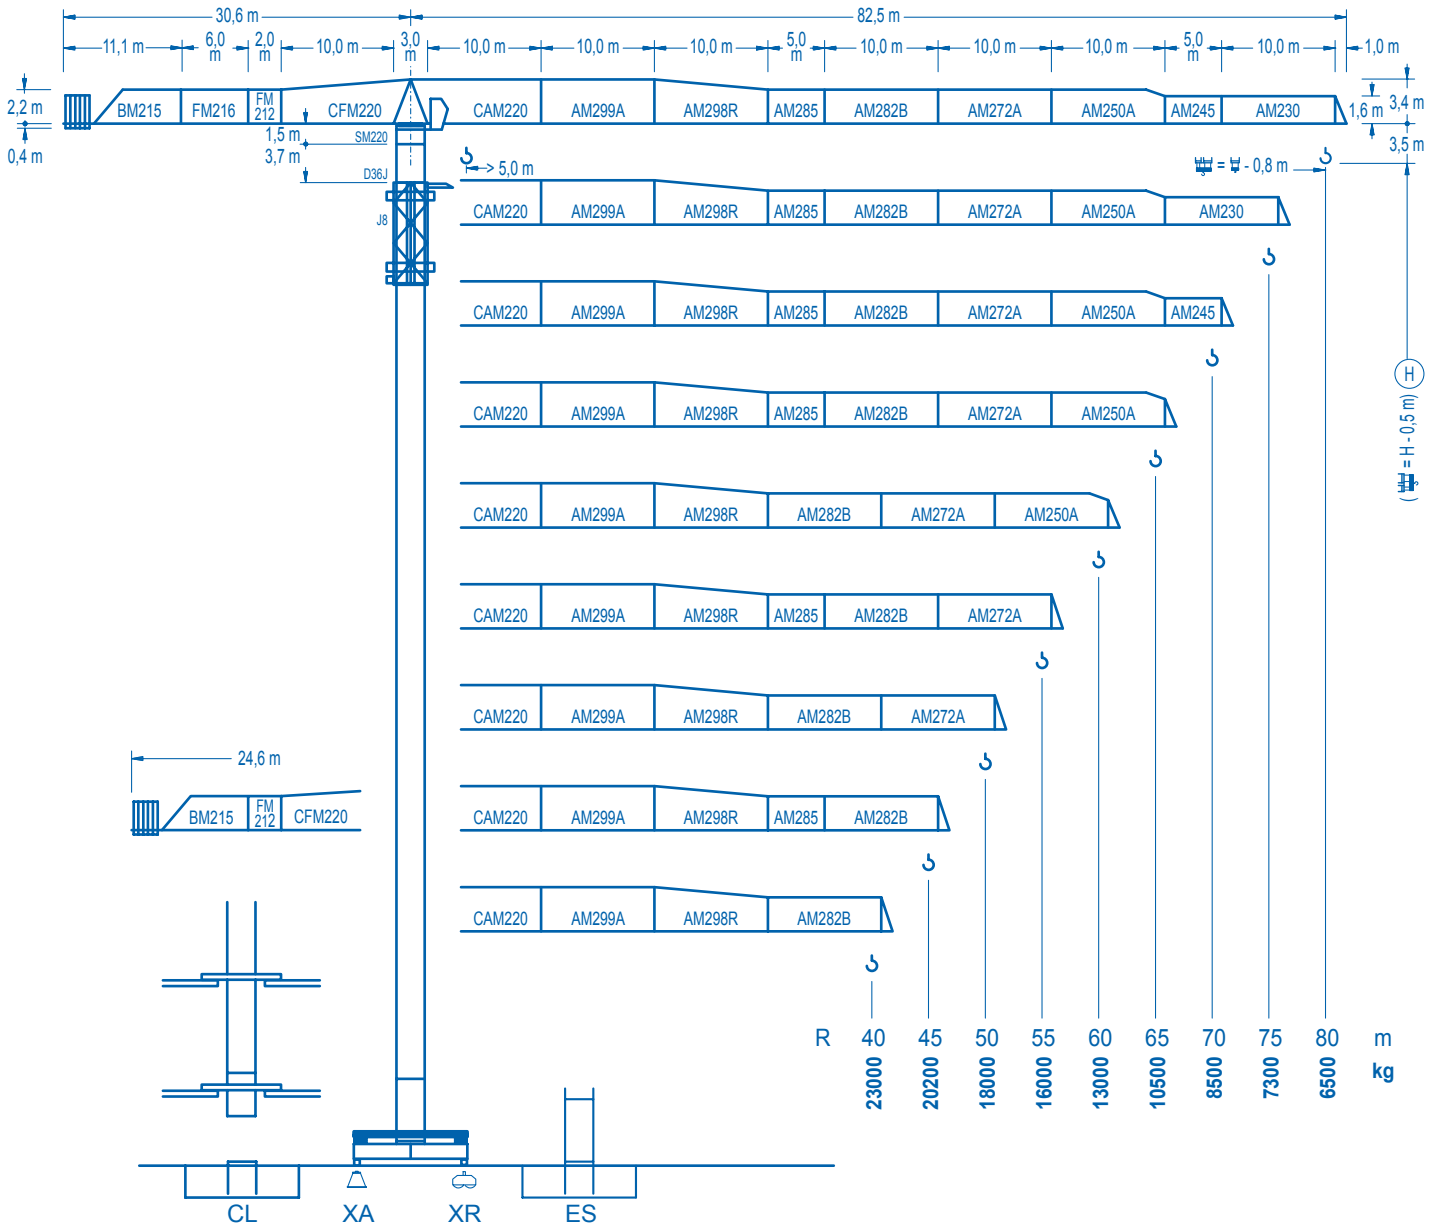 30,6 m
82,5 m
11,1 m
6,0 m
2,0 m
10,0 m
3,0 m
10,0 m
10,0 m
10,0 m
5,0 m
10,0 m
10,0 m
10,0 m
5,0 m
10,0 m
1,0 m
2,2 m
0,4 m
BM215 FM216 FM 212 CFM220 CAM220 AM299A AM298R AM285 AM282B AM272A AM250A AM245 AM230
1,6 m
3,4 m
3,5 m
1,5 m
3,7 m
SM220
D36J
J8
> 5,0 m
= - 0,8 m
CAM220 AM299A AM298R AM285 AM282B AM272A AM250A AM230
CAM220 AM299A AM298R AM285 AM282B AM272A AM250A AM245
H
( = H - 0,5 m)
CAM220 AM299A AM298R AM285 AM282B AM272A AM250A
CAM220 AM299A AM298R AM282B AM272A AM250A
CAM220 AM299A AM298R AM285 AM282B AM272A
CAM220 AM299A AM298R AM282B AM272A
24,6 m
BM215 FM 212 CFM220
CAM220 AM299A AM298R AM285 AM282B
CAM220 AM299A AM298R AM282B
R 40 45 50 55 60 65 70 75 80 m
23000 20200 18000 16000 13000 10500 8500 7300 6500 kg
CL XA XR ES